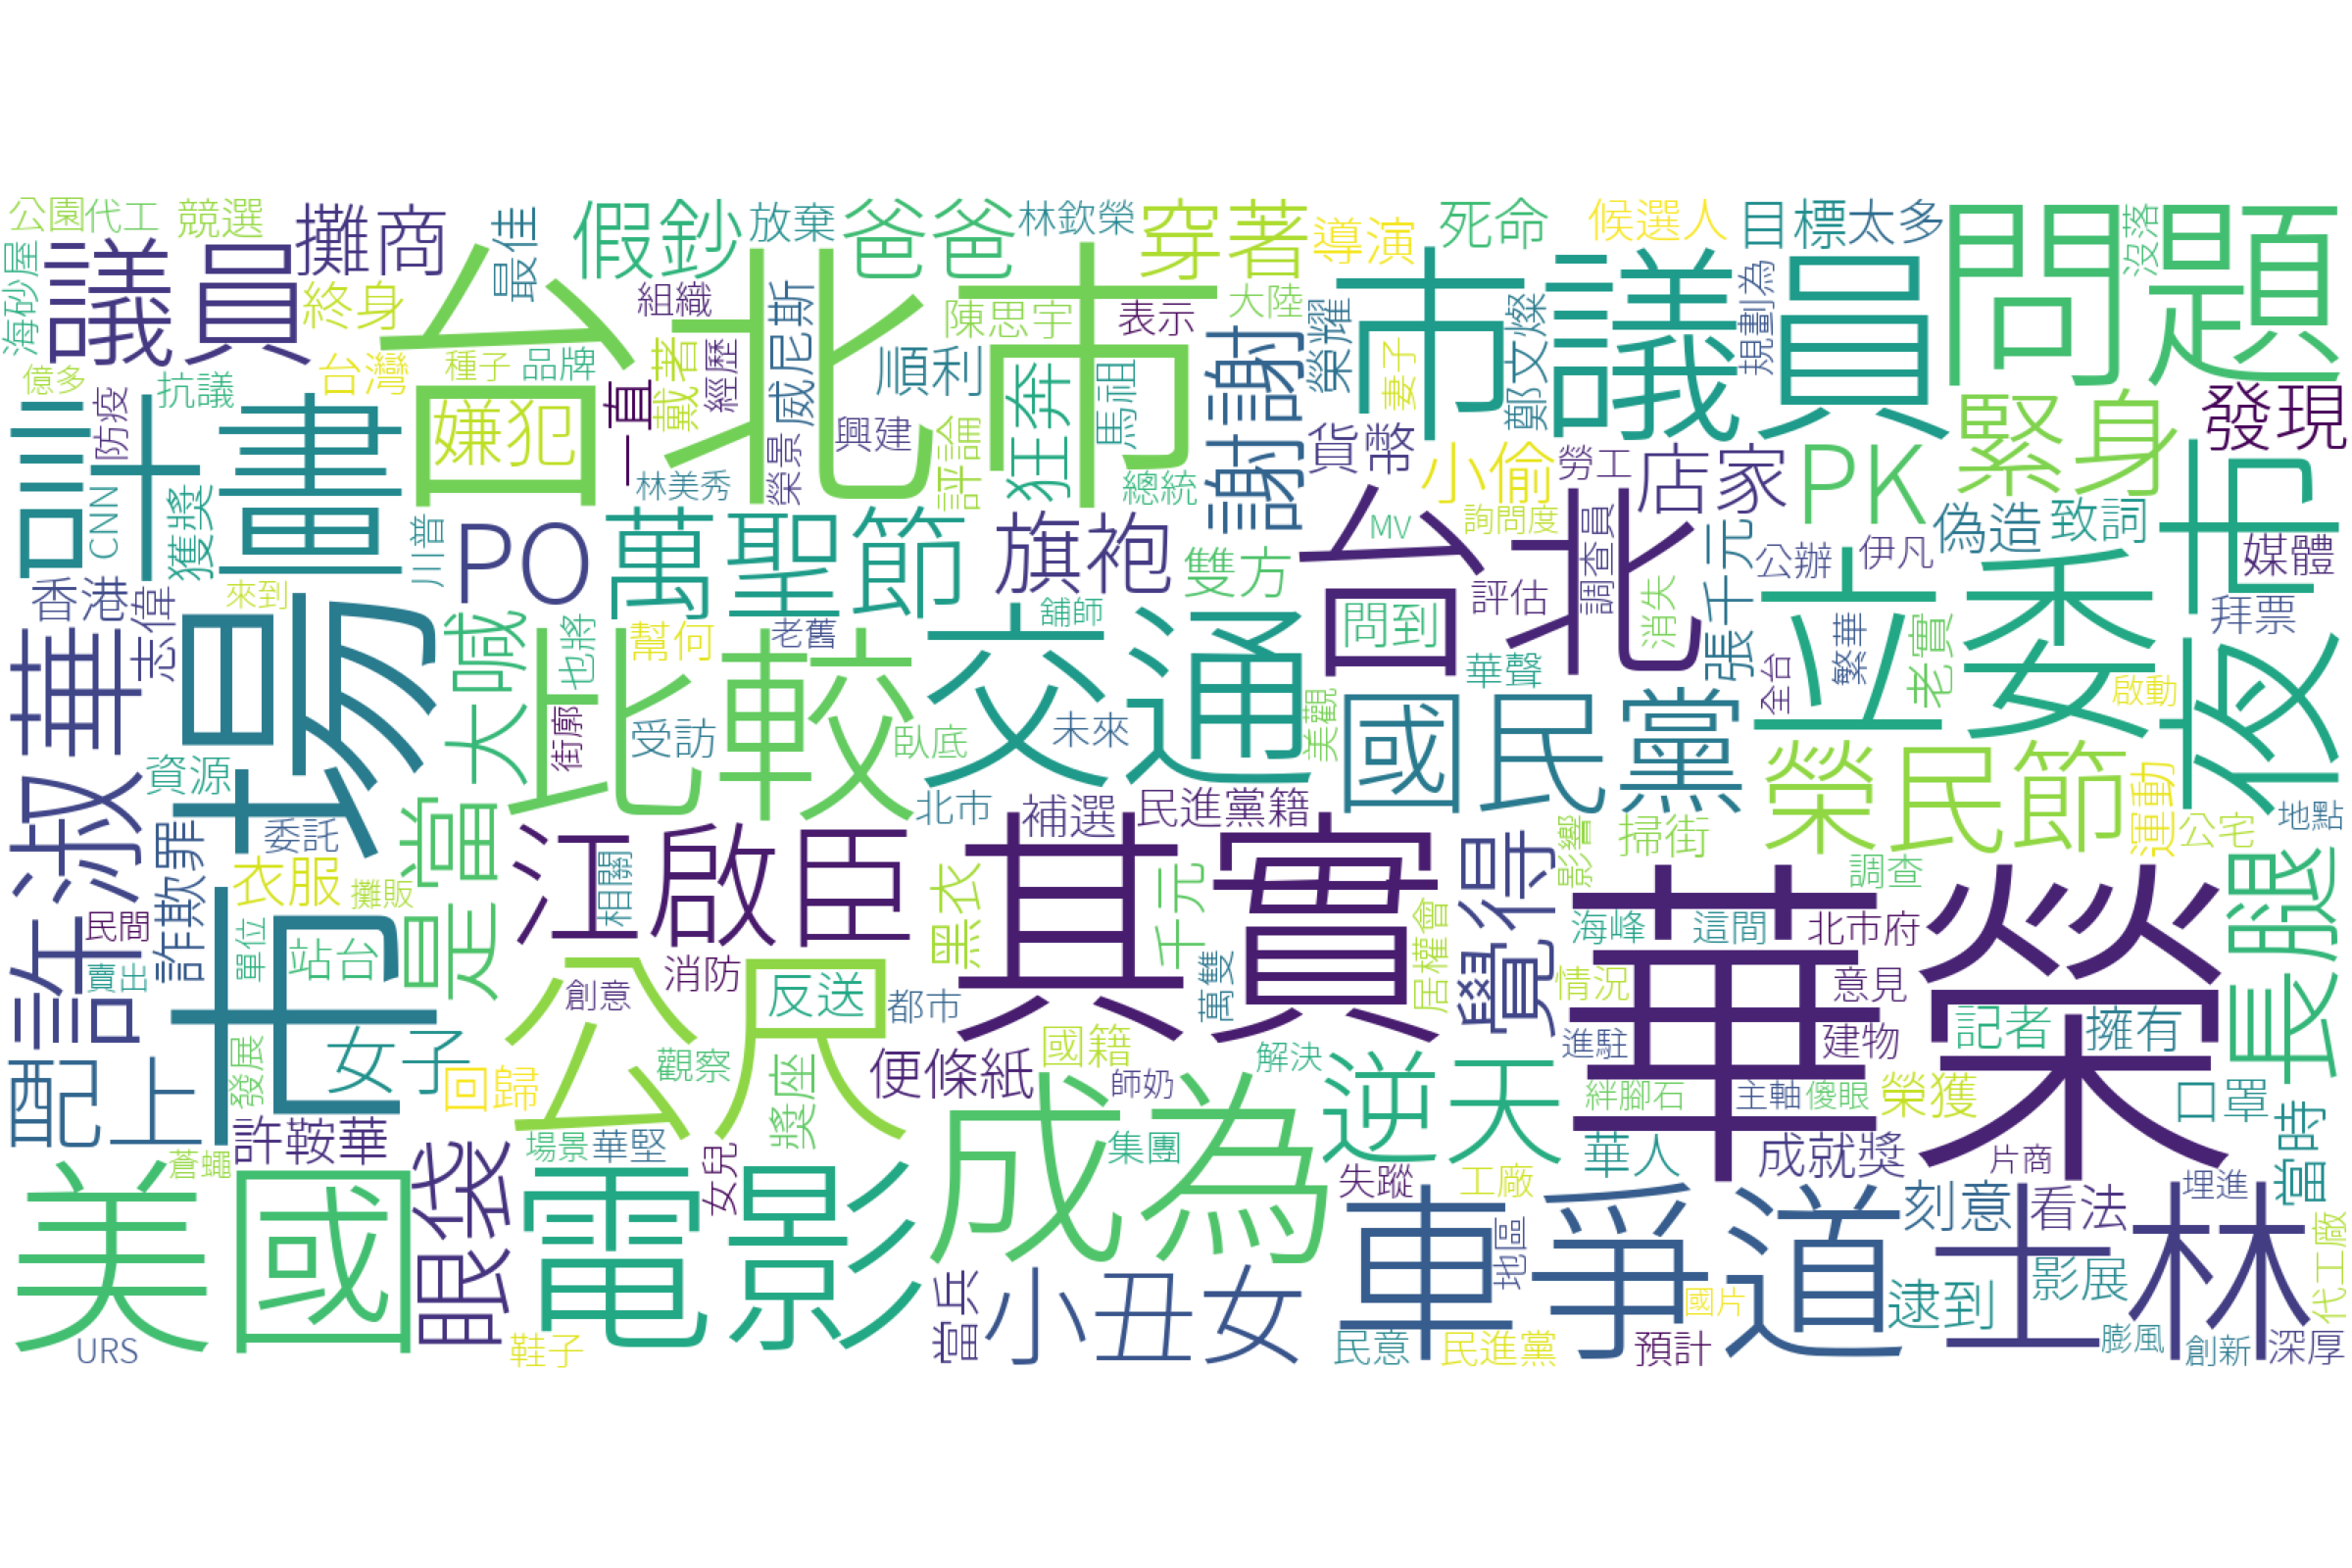 公園
代工
競選
議員
攤商
最佳
假鈔
放棄
爸爸
林欽榮
穿著
導演
死命
候選人
目標
太多
問題
沒落
海砂屋
終身
台北市
組織
威尼斯
陳思宇
表示
大陸
榮耀
市議員
規劃為
鄭文燦
億多
抗議
台灣
種子
品牌
一直
戴著
經歷
順利
狂奔
馬祖
謝謝
妻子
緊身
發現
計畫
防疫
嫌犯
興建
評論
貨幣
小偷
勞工
店家
PK
CNN
獲獎
川普
PO
林美秀
榮景
總統
萬聖節
旗袍
雙方
台北
MV
詢問度
調查員
張千元
立委
偽造
致詞
夜市
媒體
香港
志偉
來到
大喊
也將
幫何
老舊
舖師
交通
問到
評估
消失
公辦
伊凡
拜票
許淑華
市場
比較
街廓
受訪
臥底
未來
美觀
華聲
國民黨
全台
繁華
老實
啟動
資源
是當
北市
榮民節
運動
地點
詐欺罪
委託
衣服
攤販
江啟臣
相關
其實
補選
民進黨籍
覺得
影響
掃街
公宅
調查
長腿
民間
賣出
單位
站台
公尺
消防
反送
黑衣
千元
萬雙
居權會
海峰
這間
北市府
華榮
情況
意見
創意
都市
配上
發展
女子
回歸
觀察
獎座
便條紙
國籍
解決
師奶
逆天
進駐
建物
記者
擁有
絆腳石
主軸
傻眼
榮獲
口罩
當時
許鞍華
蒼蠅
眼袋
場景
華堅
女兒
成為
集團
失蹤
工廠
華人
成就獎
片商
埋進
美國
電影
富兵
小丑女
地區
車爭道
國片
刻意
看法
影展
士林
逮到
代工廠
URS
鞋子
民意
民進黨
預計
膨風
創新
深厚